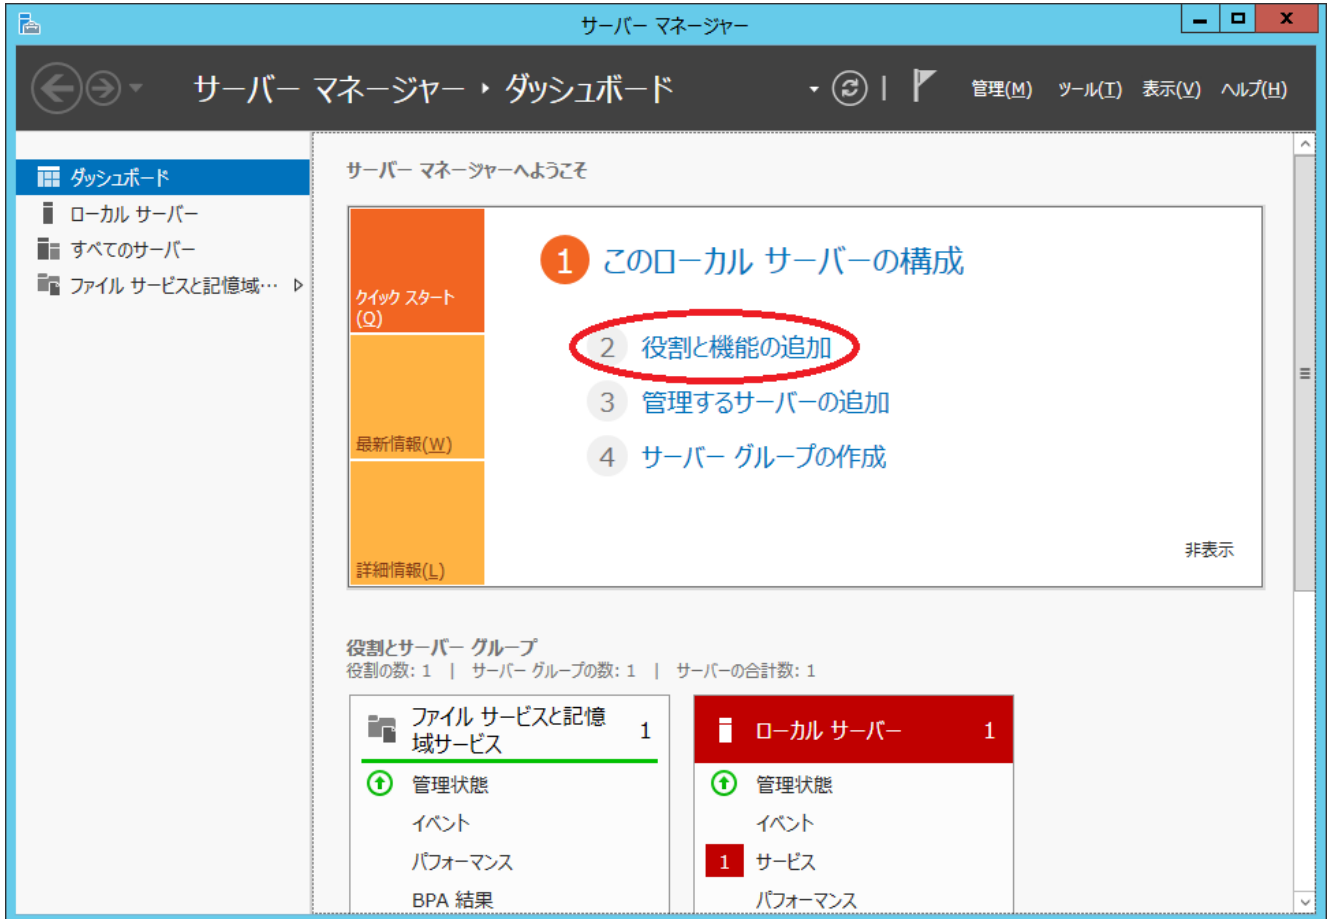 サーバー マネージャー
サーバー マネージャー ・ ダッシュボード
管理(M) ツール(T) 表示(V) ヘルプ(H)
ダッシュボード
ローカル サーバー
すべてのサーバー
ファイル サービスと記憶域…
サーバー マネージャーへようこそ
クイック スタート
(Q)
最新情報(W)
詳細情報(L)
1 このローカル サーバーの構成
2 役割と機能の追加
3 管理するサーバーの追加
4 サーバー グループの作成
非表示
役割とサーバー グループ
役割の数: 1 | サーバー グループの数: 1 | サーバーの合計数: 1
ファイル サービスと記憶
域サービス
1
管理状態
イベント
パフォーマンス
BPA 結果
ローカル サーバー 1
管理状態
イベント
1 サービス
パフォーマンス